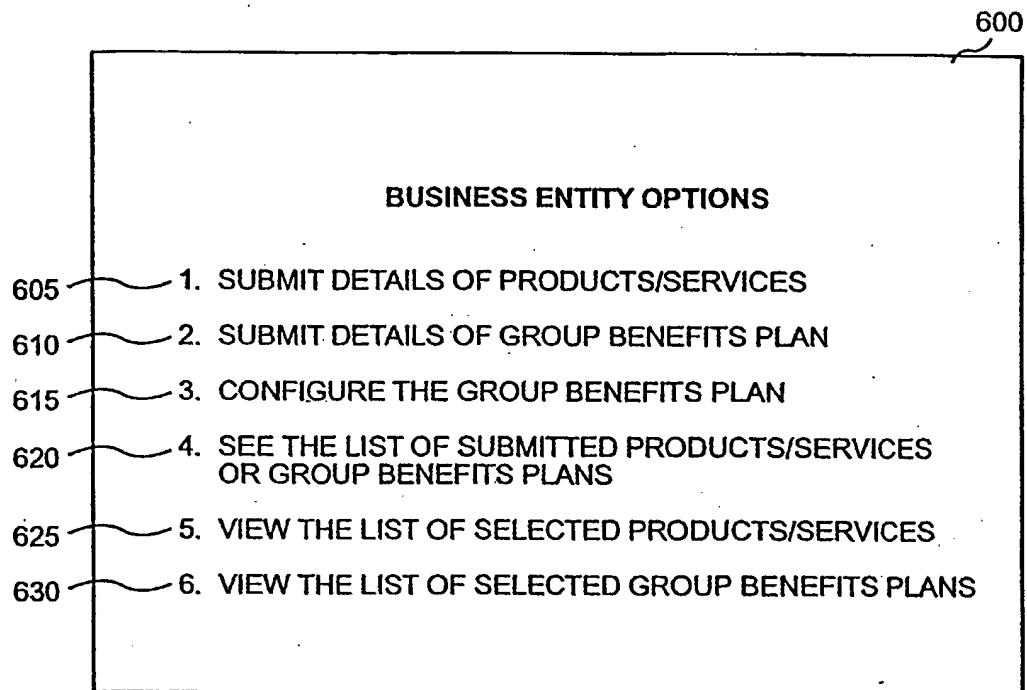 600
BUSINESS ENTITY OPTIONS
605 1. SUBMIT DETAILS OF PRODUCTS/SERVICES
610 2. SUBMIT DETAILS OF GROUP BENEFITS PLAN
615 3. CONFIGURE THE GROUP BENEFITS PLAN
620 4. SEE THE LIST OF SUBMITTED PRODUCTS/SERVICES
OR GROUP BENEFITS PLANS
625 5. VIEW THE LIST OF SELECTED PRODUCTS/SERVICES
630 6. VIEW THE LIST OF SELECTED GROUP BENEFITS PLANS